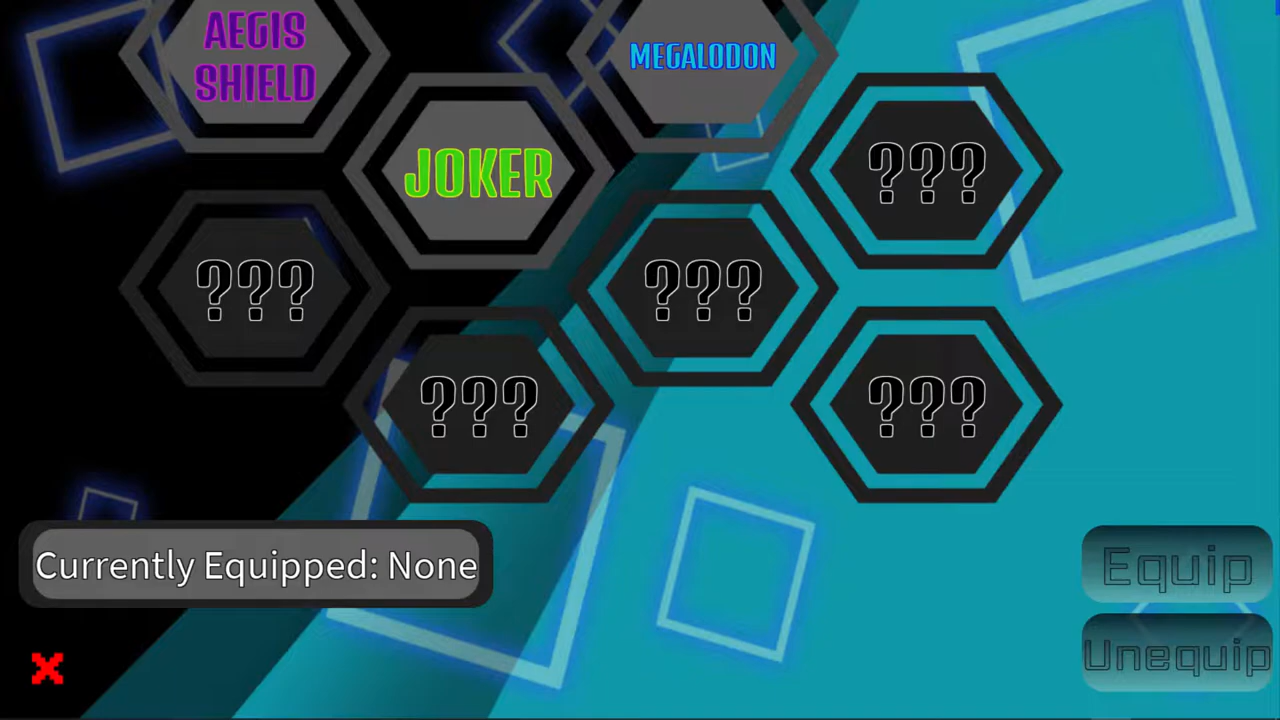 AEGIS
SHIELD
MEGALODON
JOKER
???
???
???
???
???
Currently Equipped: None
Equip
Unequip